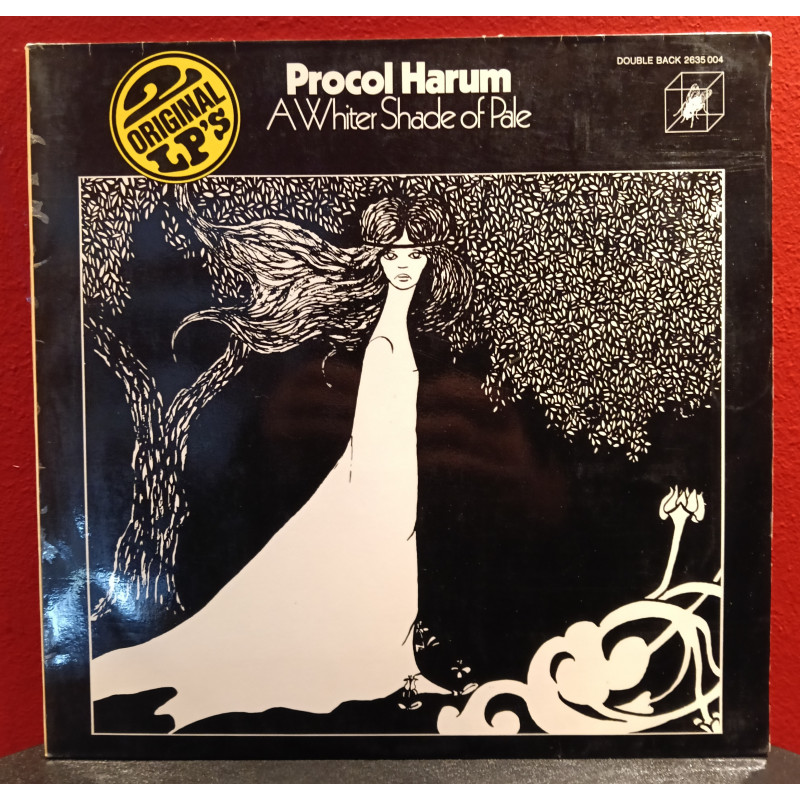 2
ORIGINAL
LP'S
Procol Harum
A Whiter Shade of Pale
DOUBLE BACK 2635 004